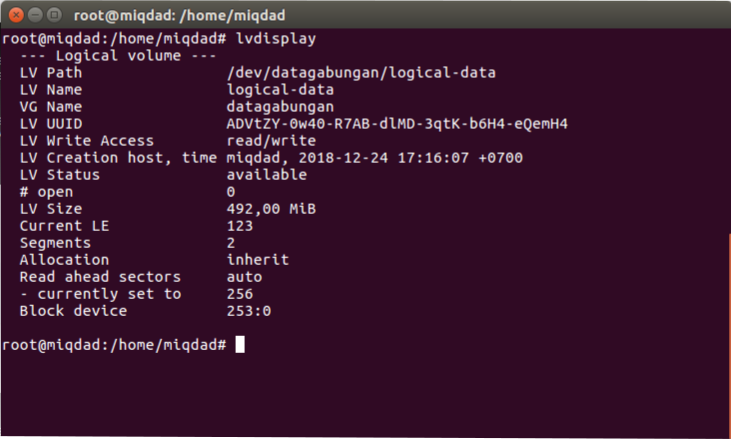 root@miqdad: /home/miqdad
root@miqdad:/home/miqdad# lvdisplay
--- Logical volume ---
LV Path                /dev/datagabungan/logical-data
LV Name                logical-data
VG Name                datagabungan
LV UUID                ADVtZY-0w40-R7AB-dlMD-3qtK-b6H4-eQemH4
LV Write Access        read/write
LV Creation host, time miqdad, 2018-12-24 17:16:07 +0700
LV Status              available
# open                 0
LV Size                492,00 MiB
Current LE             123
Segments               2
Allocation             inherit
Read ahead sectors     auto
- currently set to     256
Block device           253:0
root@miqdad:/home/miqdad#